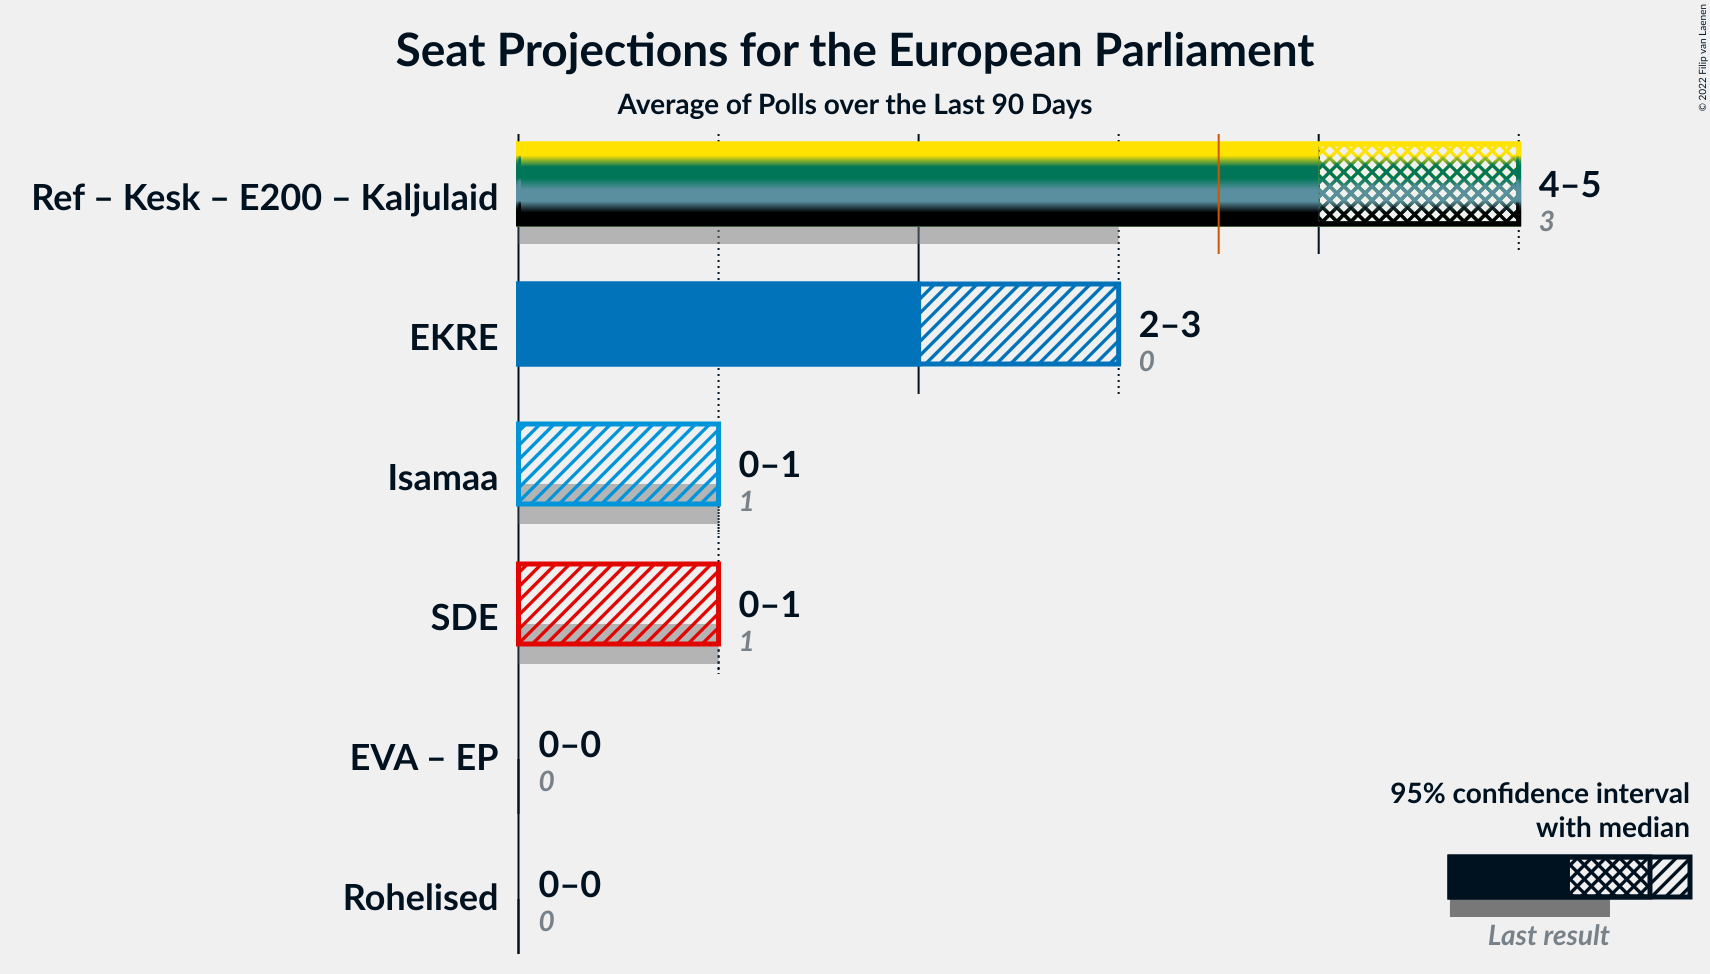 Seat Projections for the European Parliament
Average of Polls over the Last 90 Days
© 2022 Filip van Laenen
Ref – Kesk – E200 – Kaljulaid
4–5
3
EKRE
2–3
0
Isamaa
0–1
1
SDE
0–1
1
EVA – EP
0–0
0
Rohelised
0–0
0
95% confidence interval
with median
Last result